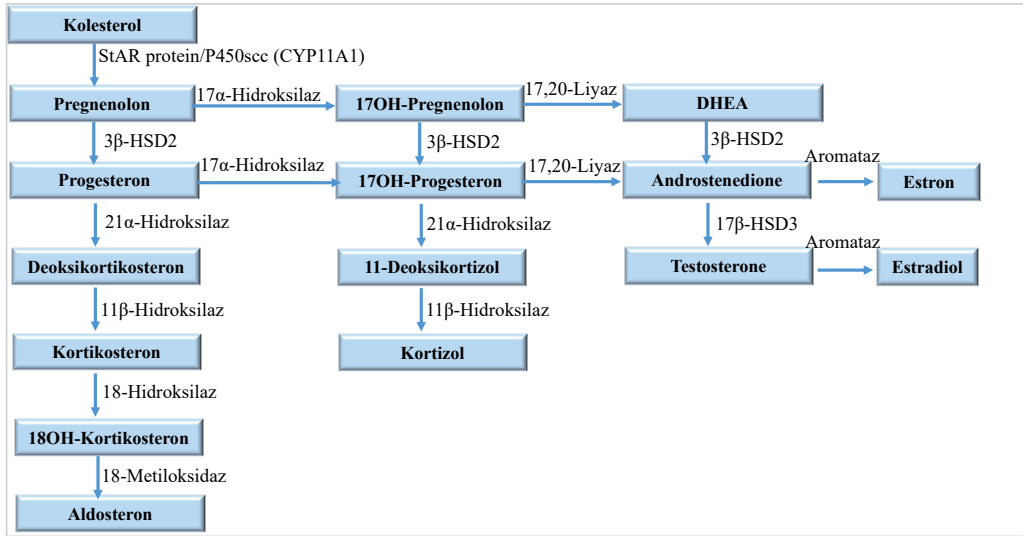 Kolesterol
StAR protein/P450scc (CYP11A1)
17α-Hidroksilaz
17,20-Liyaz
Pregnenolon
17OH-Pregnenolon
DHEA
3β-HSD2
3β-HSD2
3β-HSD2
17α-Hidroksilaz
17,20-Liyaz
Aromataz
Progesteron
17OH-Progesteron
Androstenedione
Estron
21α-Hidroksilaz
21α-Hidroksilaz
17β-HSD3
Aromataz
Deoksikortikosteron
11-Deoksikortizol
Testosterone
Estradiol
11β-Hidroksilaz
11β-Hidroksilaz
Kortikosteron
Kortizol
18-Hidroksilaz
18OH-Kortikosteron
18-Metiloksidaz
Aldosteron